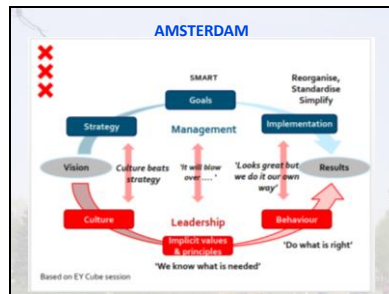 AMSTERDAM
SMART
Goals
Reorganise,
Standardise
Simplify
Strategy
Management
Implementation
Vision
Culture beats
strategy
'It will blow
over .... '
'Looks great but
we do it our own
way'
Results
Culture
Leadership
Behaviour
Implicit values
& principles
'Do what is right'
'We know what is needed'
Based on EY Cube session